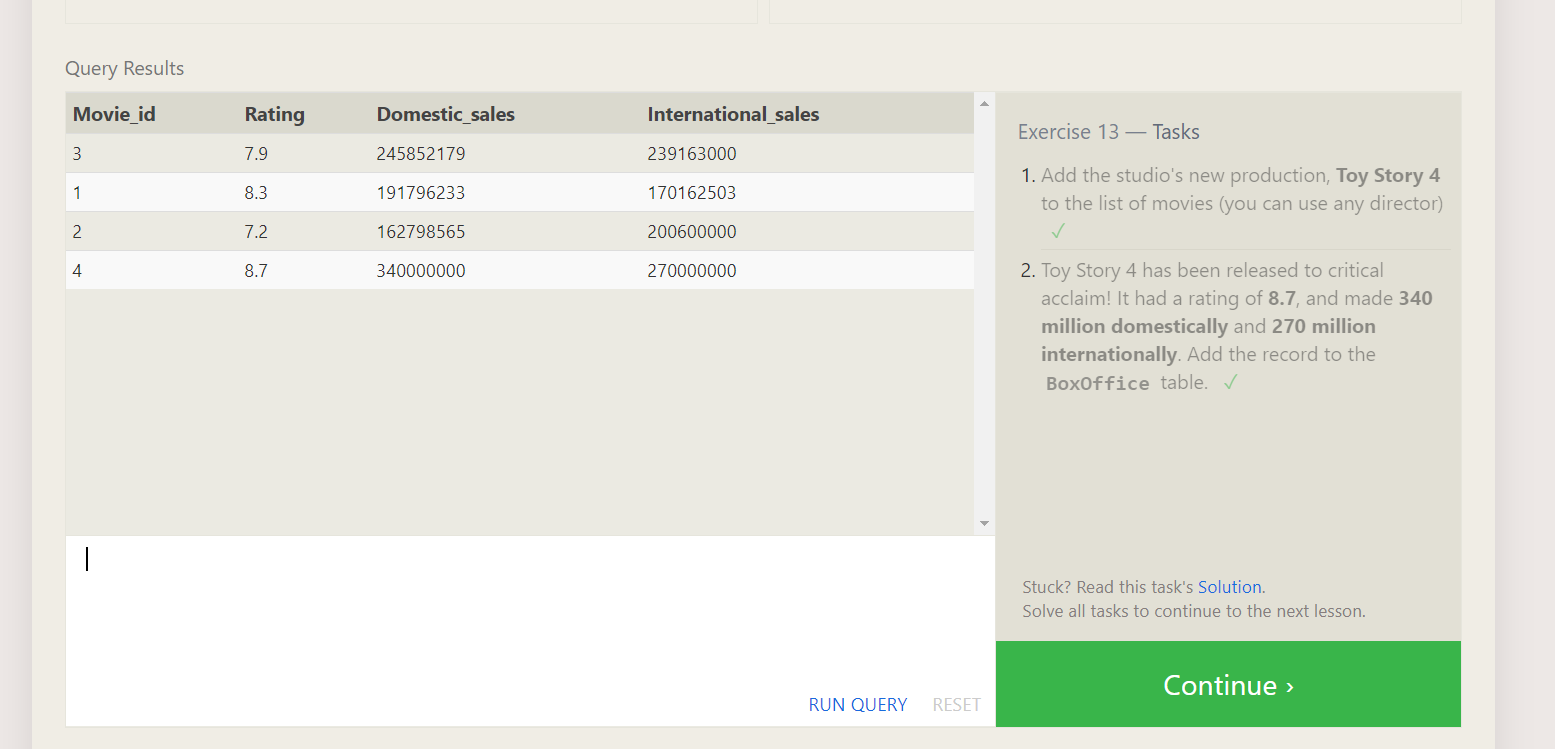 Query Results
Movie_id Rating Domestic_sales International_sales
3 7.9 245852179 239163000
1 8.3 191796233 170162503
2 7.2 162798565 200600000
4 8.7 340000000 270000000
RUN QUERY RESET
Exercise 13 — Tasks
1. Add the studio's new production, Toy Story 4
to the list of movies (you can use any director)
✓
2. Toy Story 4 has been released to critical
acclaim! It had a rating of 8.7, and made 340
million domestically and 270 million
internationally. Add the record to the
BoxOffice table. ✓
Stuck? Read this task's Solution.
Solve all tasks to continue to the next lesson.
Continue ›